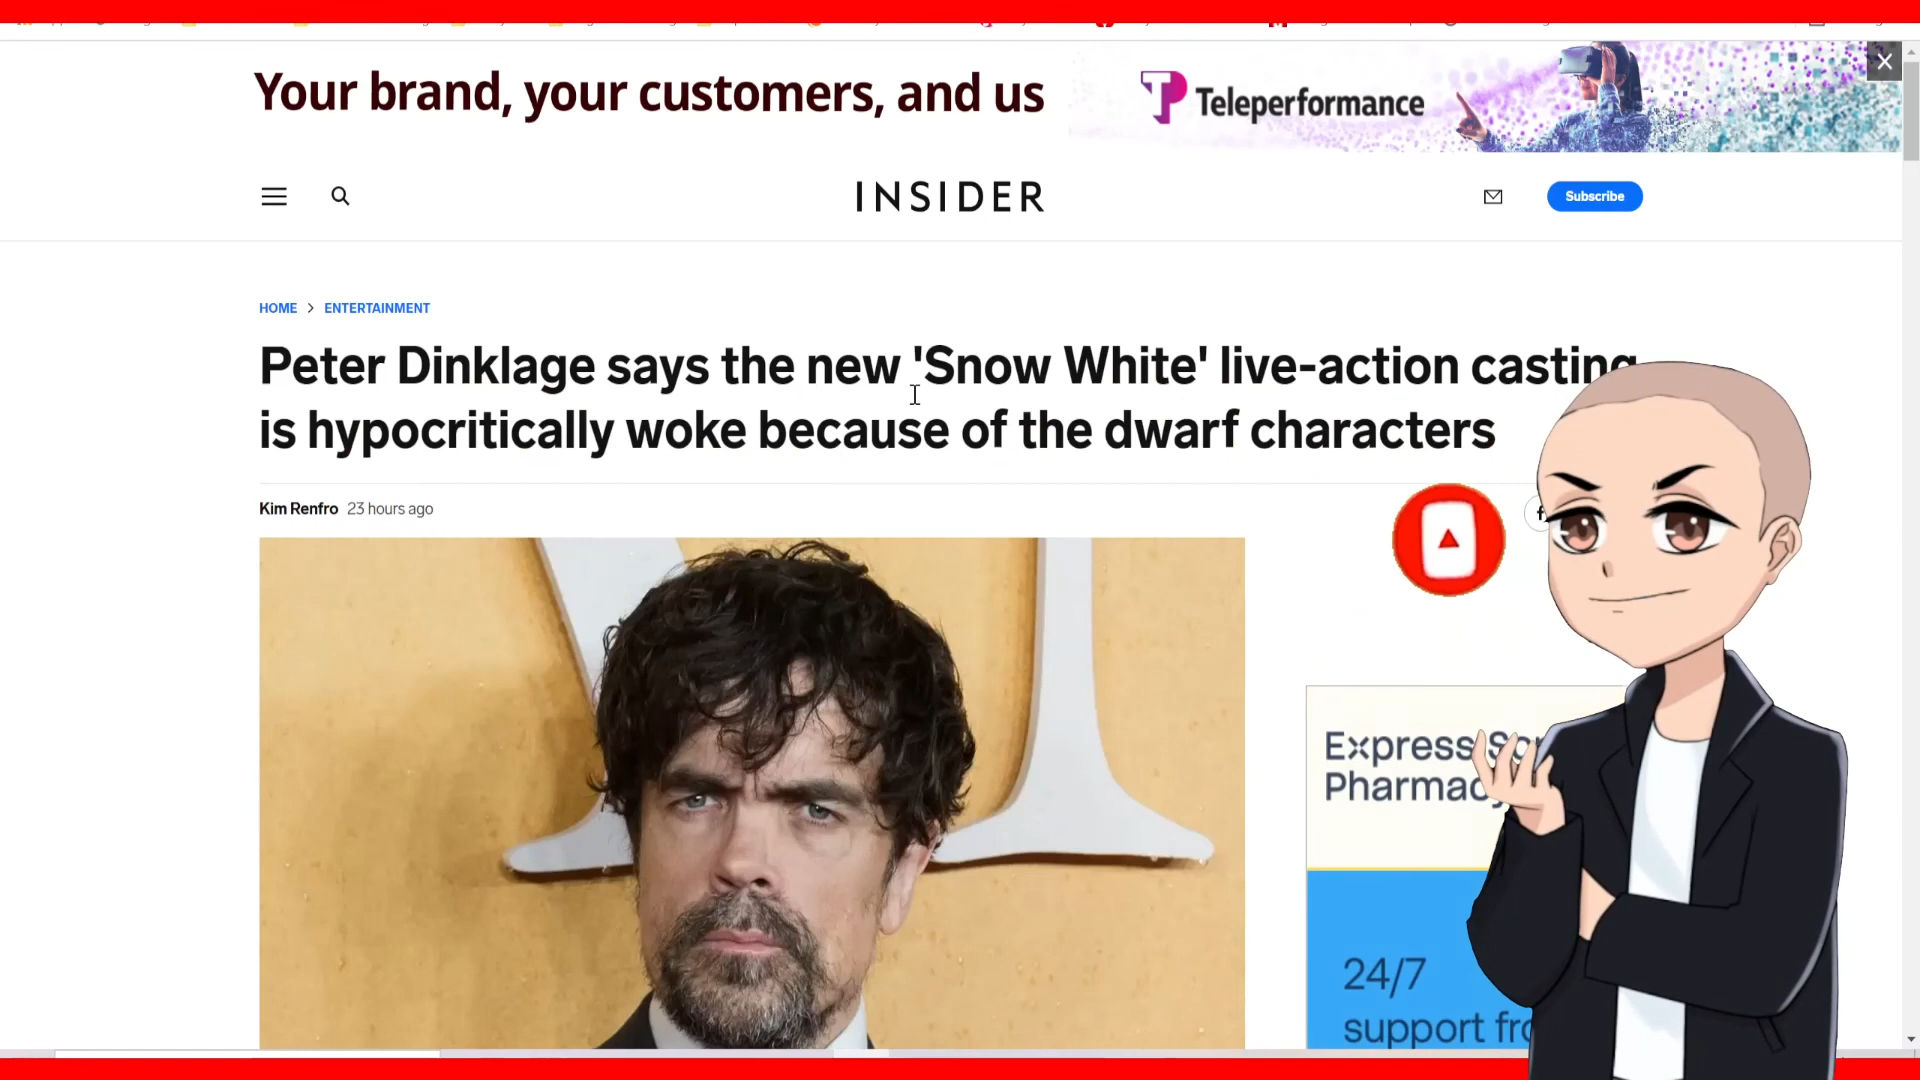 Your brand, your customers, and us
Teleperformance
INSIDER
Subscribe
HOME > ENTERTAINMENT
Peter Dinklage says the new 'Snow White' live-action casting
is hypocritically woke because of the dwarf characters
Kim Renfro 23 hours ago
Express
Pharmacy
24/7
support